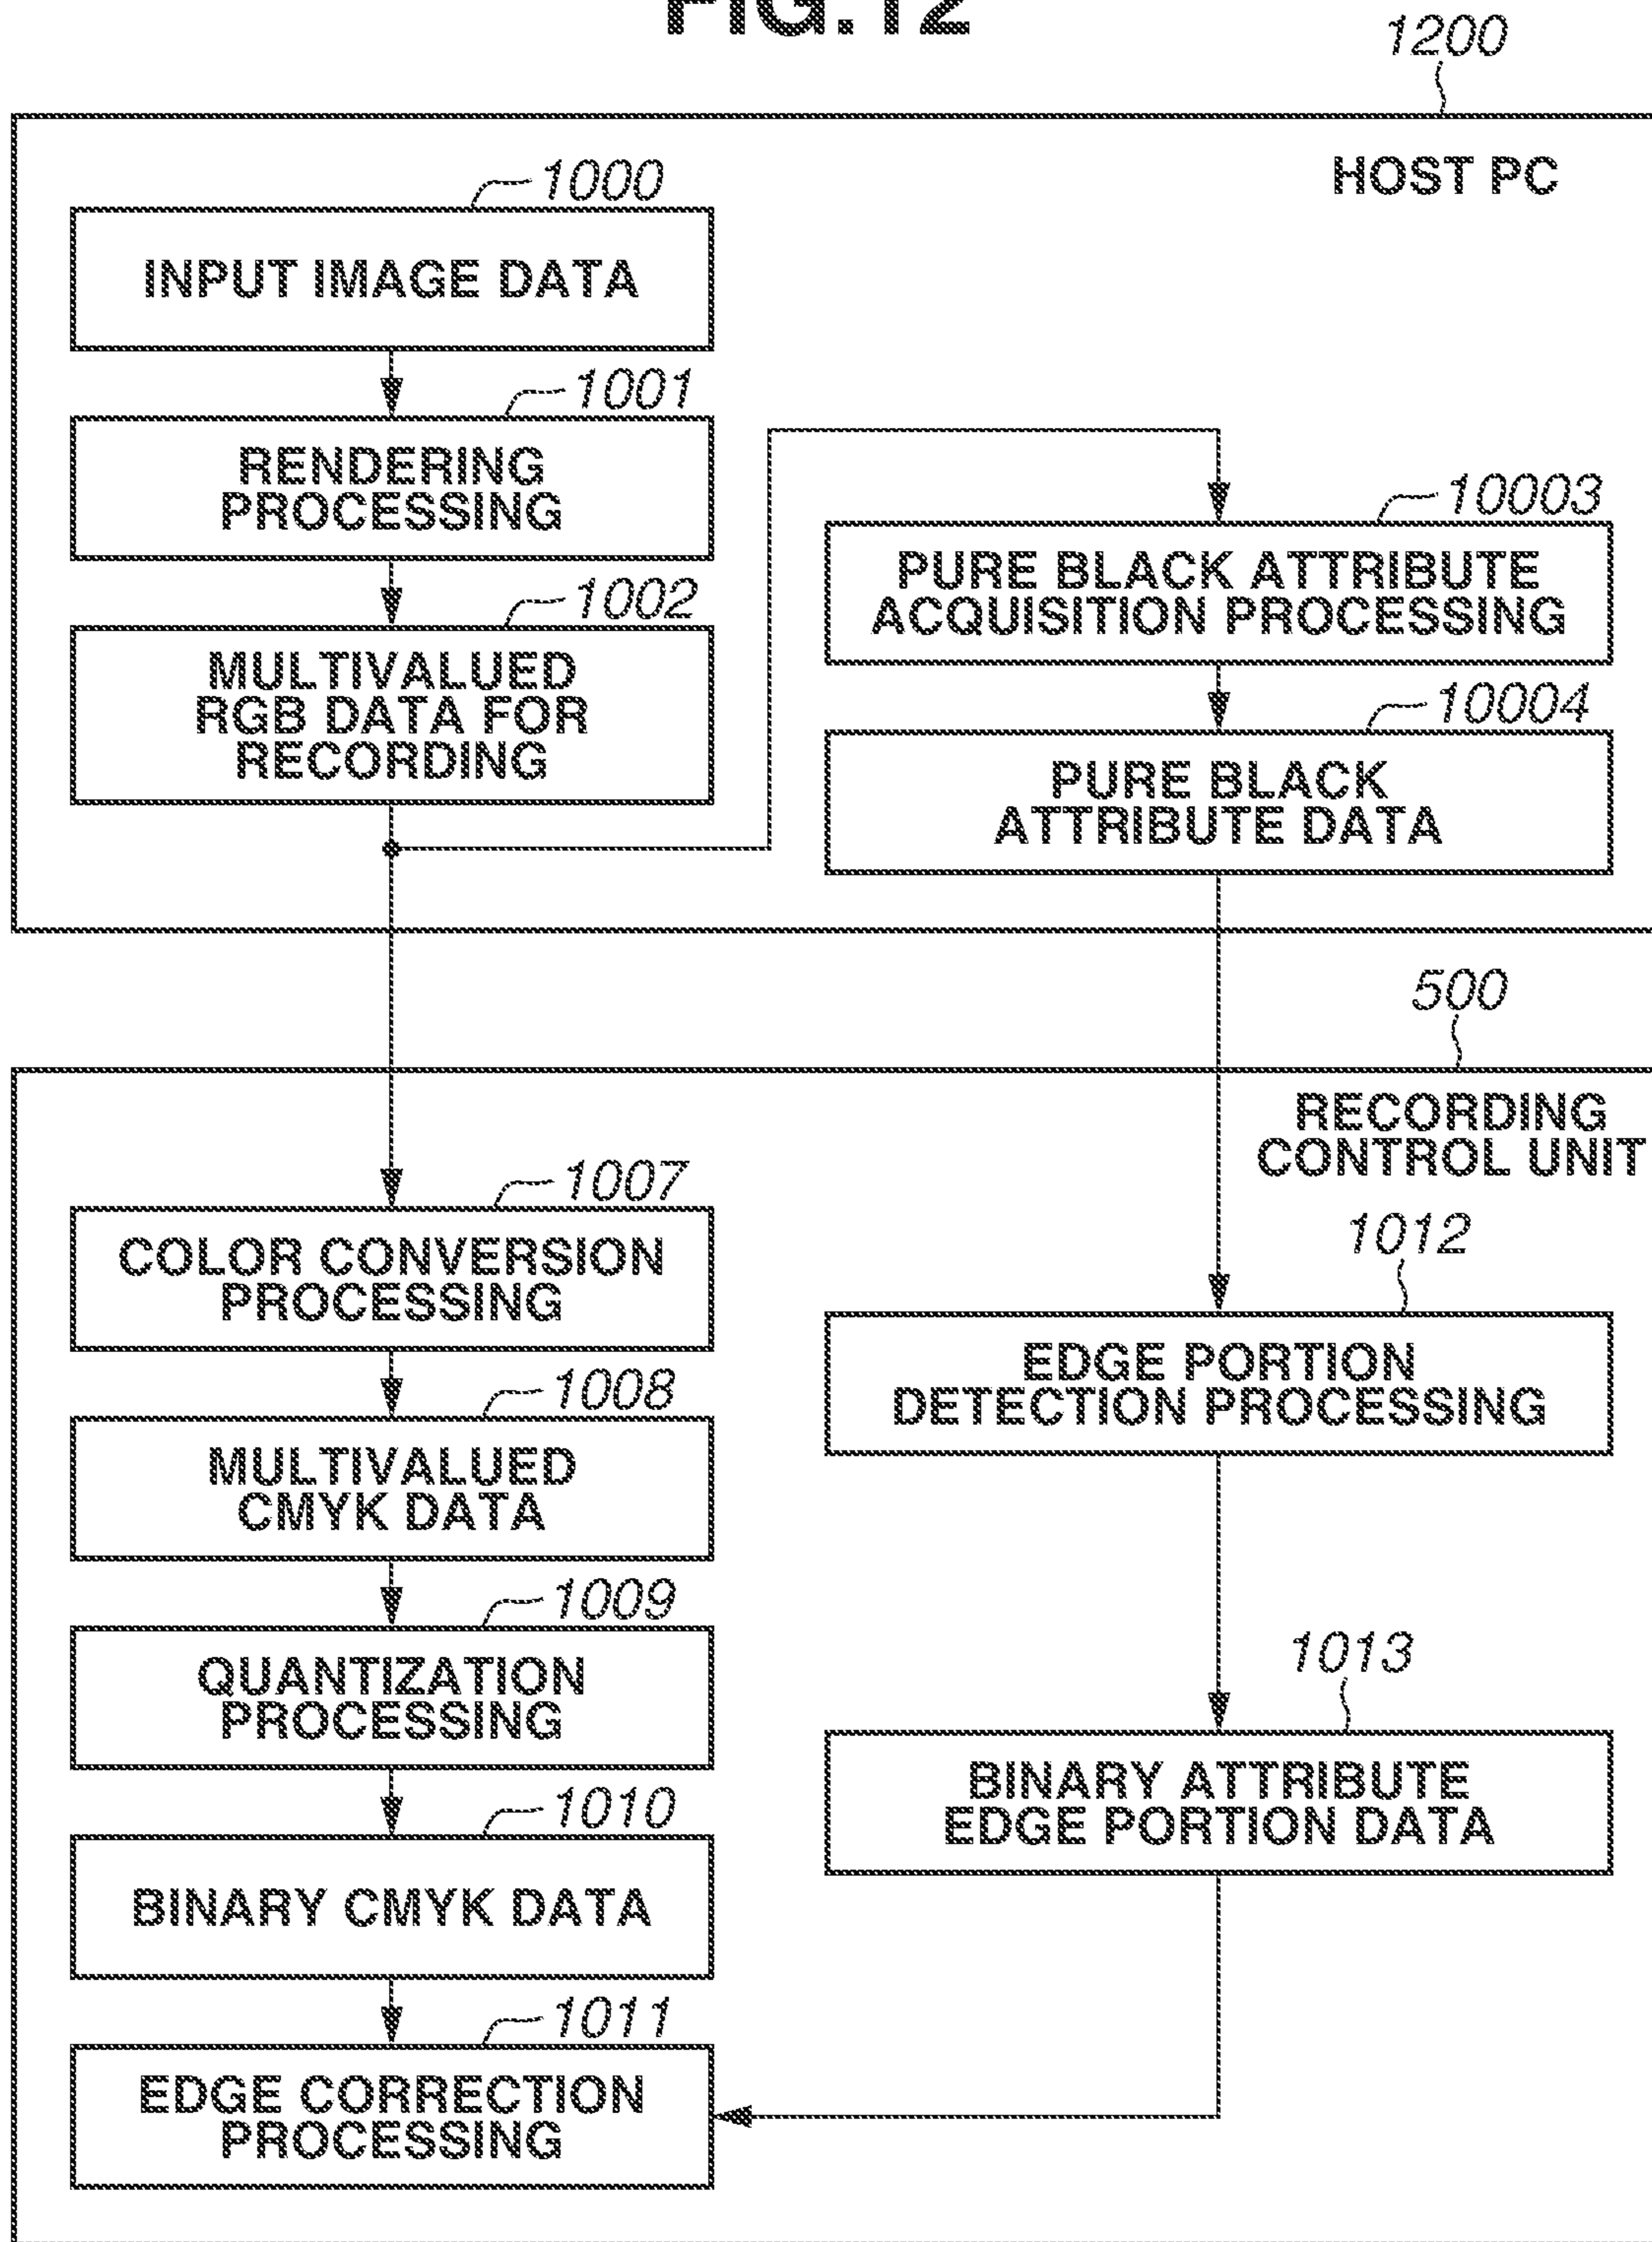 FIG.12
1200
HOST PC
1000
INPUT IMAGE DATA
1001
RENDERING
PROCESSING
1002
MULTIVALUED
RGB DATA FOR
RECORDING
10003
PURE BLACK ATTRIBUTE
ACQUISITION PROCESSING
10004
PURE BLACK
ATTRIBUTE DATA
500
RECORDING
CONTROL UNIT
1007
COLOR CONVERSION
PROCESSING
1008
MULTIVALUED
CMYK DATA
1009
QUANTIZATION
PROCESSING
1010
BINARY CMYK DATA
1011
EDGE CORRECTION
PROCESSING
1012
EDGE PORTION
DETECTION PROCESSING
1013
BINARY ATTRIBUTE
EDGE PORTION DATA